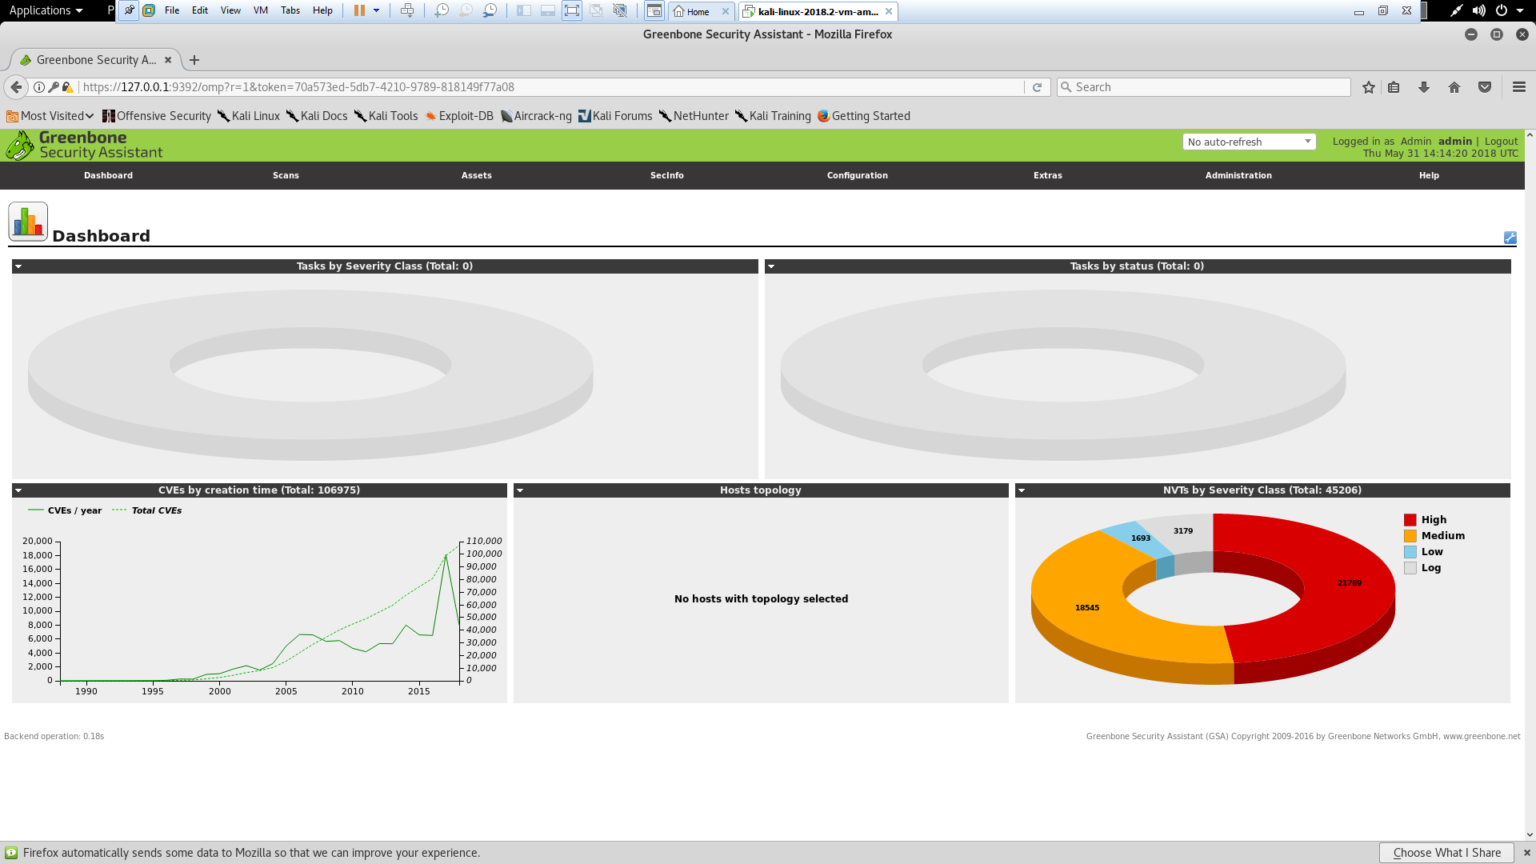 Applications
P
File Edit View VM Tabs Help
Home
kali-linux-2018.2-vm-am...
Greenbone Security Assistant - Mozilla Firefox
Greenbone Security A...
https://127.0.0.1:9392/omp?r=1&token=70a573ed-5db7-4210-9789-818149f77a08
Search
Most Visited Offensive Security Kali Linux Kali Docs Kali Tools Exploit-DB Aircrack-ng Kali Forums NetHunter Kali Training Getting Started
Greenbone
Security Assistant
No auto-refresh
Logged in as Admin admin | Logout
Thu May 31 14:14:20 2018 UTC
Dashboard Scans Assets SecInfo Configuration Extras Administration Help
Dashboard
Tasks by Severity Class (Total: 0)
Tasks by status (Total: 0)
CVEs by creation time (Total: 106975)
CVEs / year Total CVEs
20,000
18,000
16,000
14,000
12,000
10,000
8,000
6,000
4,000
2,000
0
110,000
100,000
90,000
80,000
70,000
60,000
50,000
40,000
30,000
20,000
10,000
0
1990 1995 2000 2005 2010 2015
Hosts topology
No hosts with topology selected
NVTs by Severity Class (Total: 45206)
3179
1693
21789
18545
High
Medium
Low
Log
Backend operation: 0.18s
Greenbone Security Assistant (GSA) Copyright 2009-2016 by Greenbone Networks GmbH, www.greenbone.net
Firefox automatically sends some data to Mozilla so that we can improve your experience.
Choose What I Share